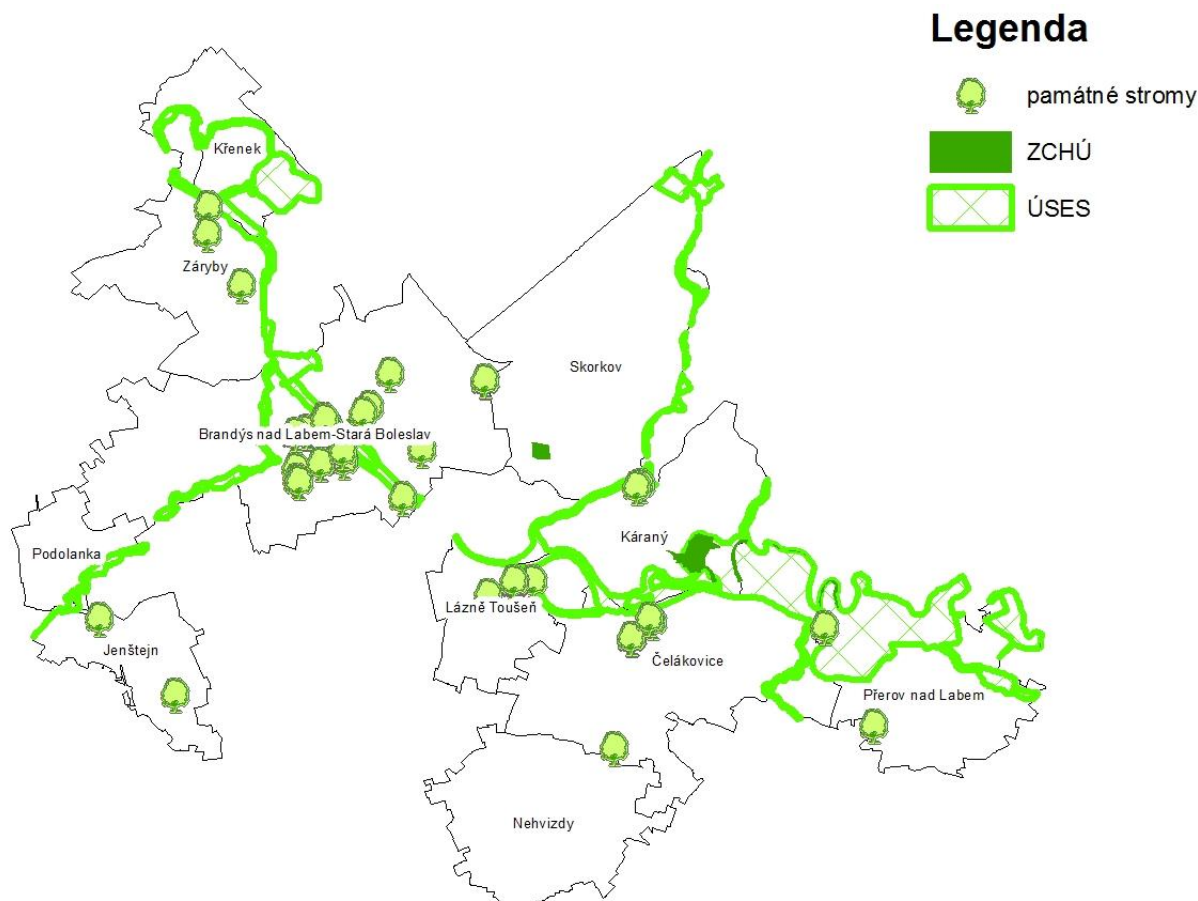 Legenda
památné stromy
ZCHÚ
ÚSES
Křenek
Záryby
Skorkov
Brandýs nad Labem-Stará Boleslav
Káraný
Podolanka
Lázně Toušeň
Jenštejn
Čelákovice
Přerov nad Labem
Nehvizdy